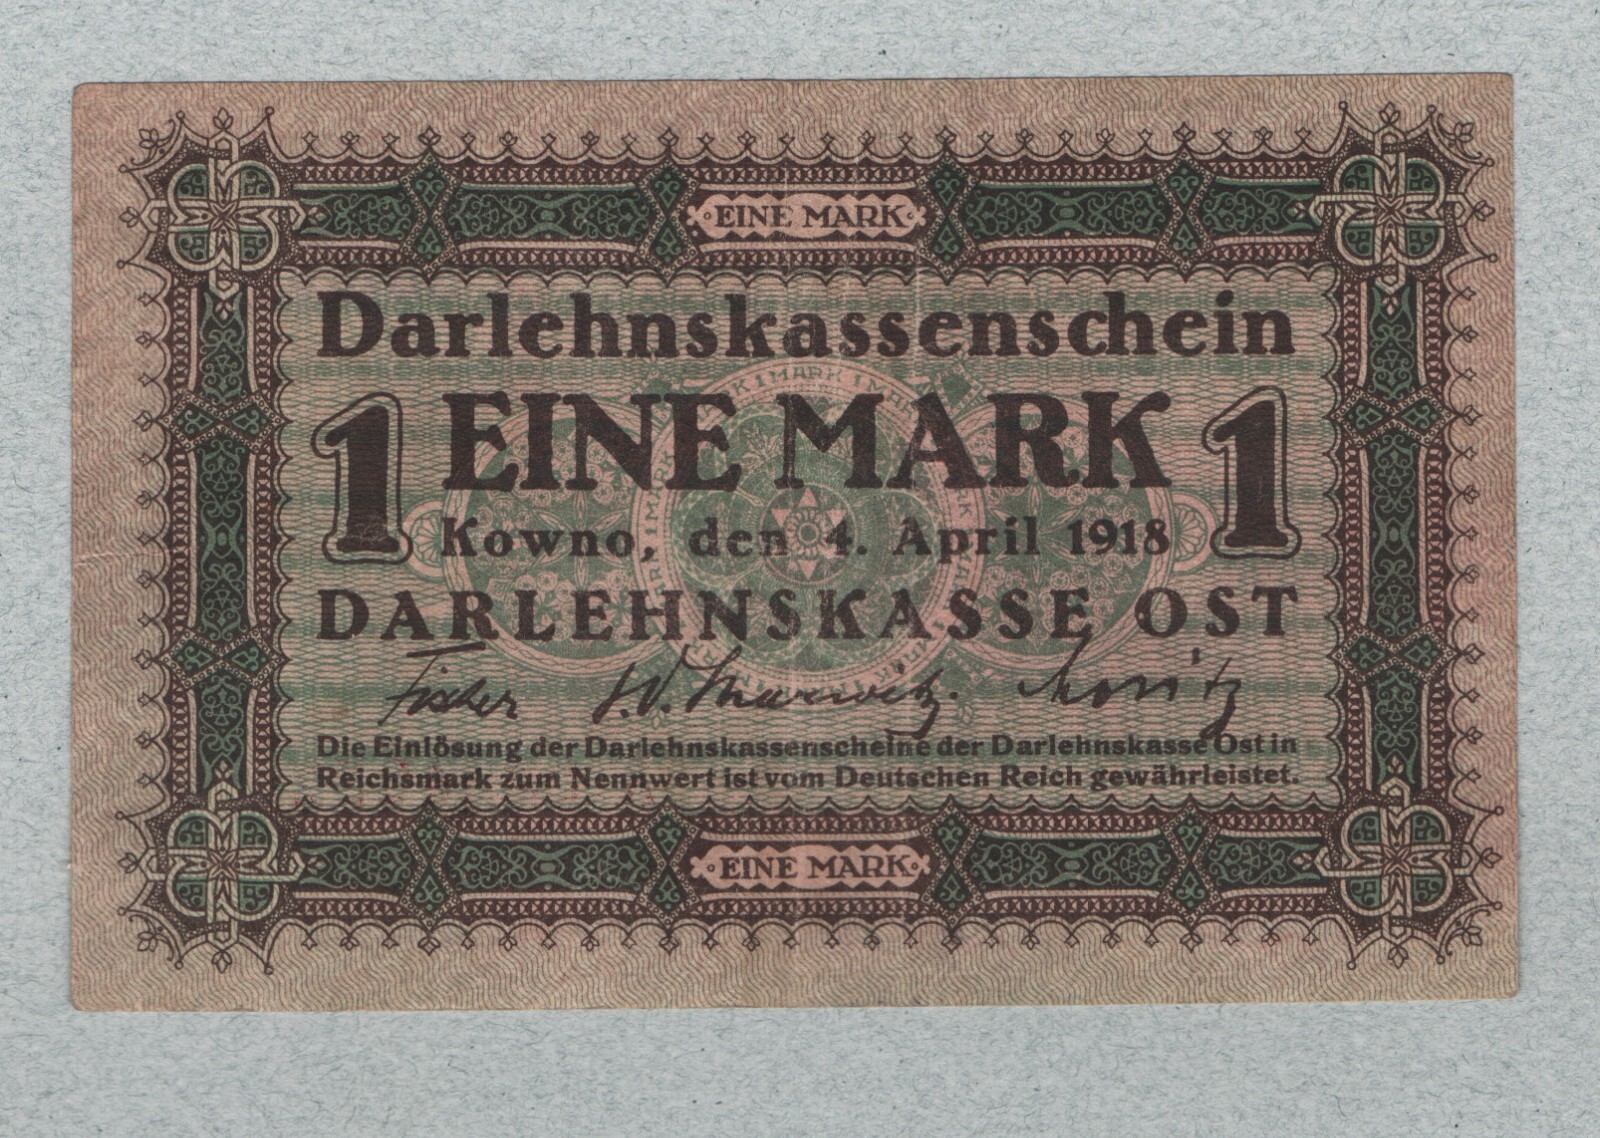 EINE MARK
Darlehnskassenschein
1 EINE MARK 1
Kowno, den 4. April 1918
DARLEHNSKASSE OST
Fischer
Die Einlösung der Darlehnskassenscheine der Darlehnskasse Ost in
Reichsmark zum Nennwert ist vom Deutschen Reich gewährleistet.
EINE MARK